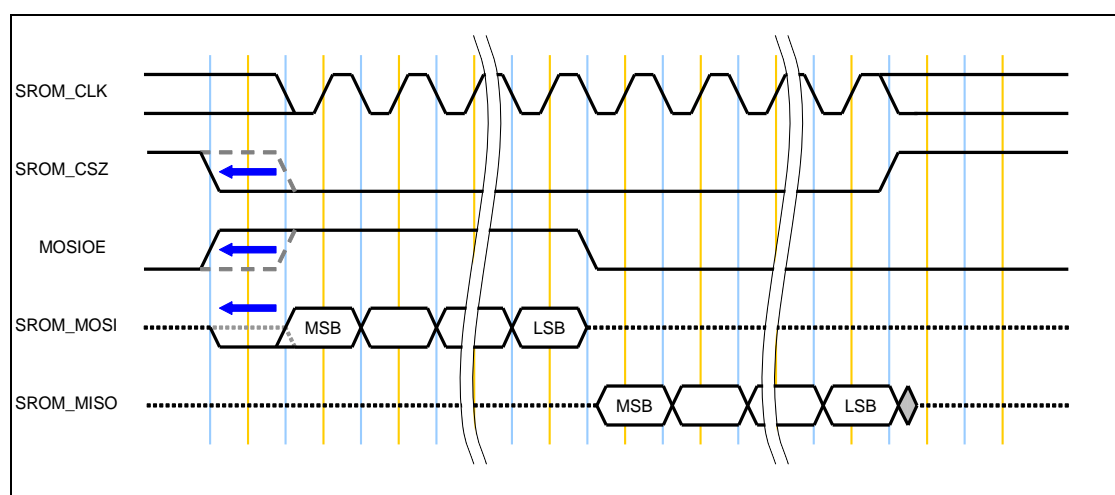 SROM_CLK
SROM_CSZ
MOSIOE
SROM_MOSI
MSB
LSB
SROM_MISO
MSB
LSB